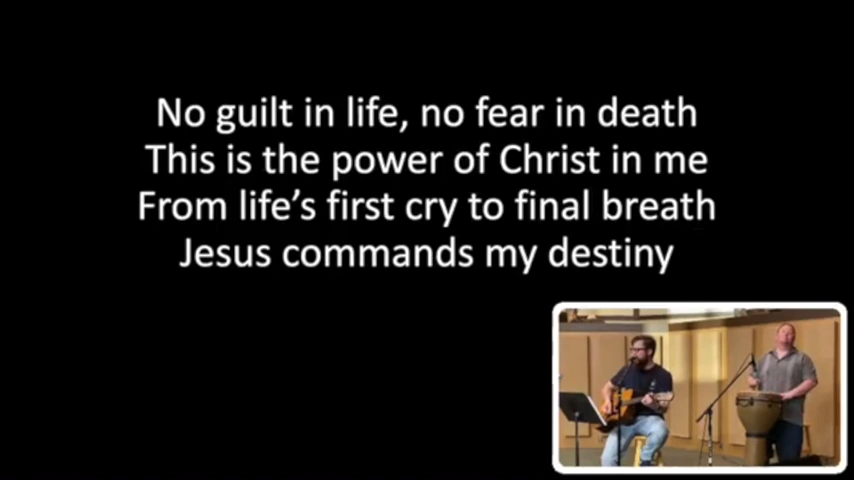 No guilt in life, no fear in death
This is the power of Christ in me
From life’s first cry to final breath
Jesus commands my destiny